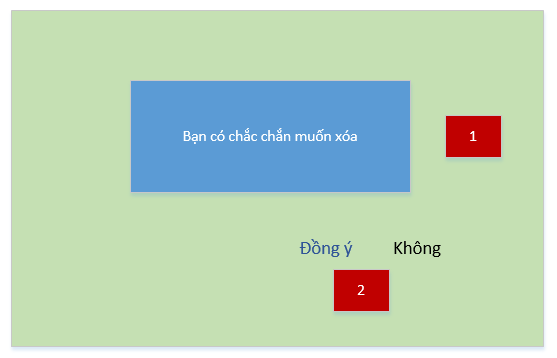 Bạn có chắc chắn muốn xóa
1
Đồng ý Không
2